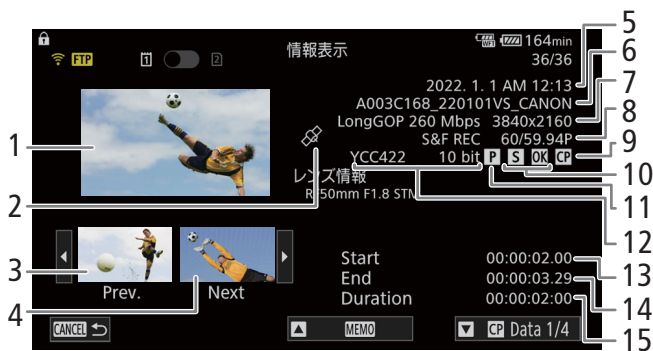 情報表示
164min
FTP
1
2
36/36
2022. 1. 1 AM 12:13
A003C168_220101VS_CANON
LongGOP 260 Mbps 3840x2160
S&F REC 60/59.94P
YCC422 10 bit P S OK CP
レンズ情報
RF50mm F1.8 STM
Prev.
Next
Start 00:00:02.00
End 00:00:03.29
Duration 00:00:02:00
CANCEL
MEMO
CP Data 1/4
1
2
3
4
5
6
7
8
9
10
11
12
13
14
15